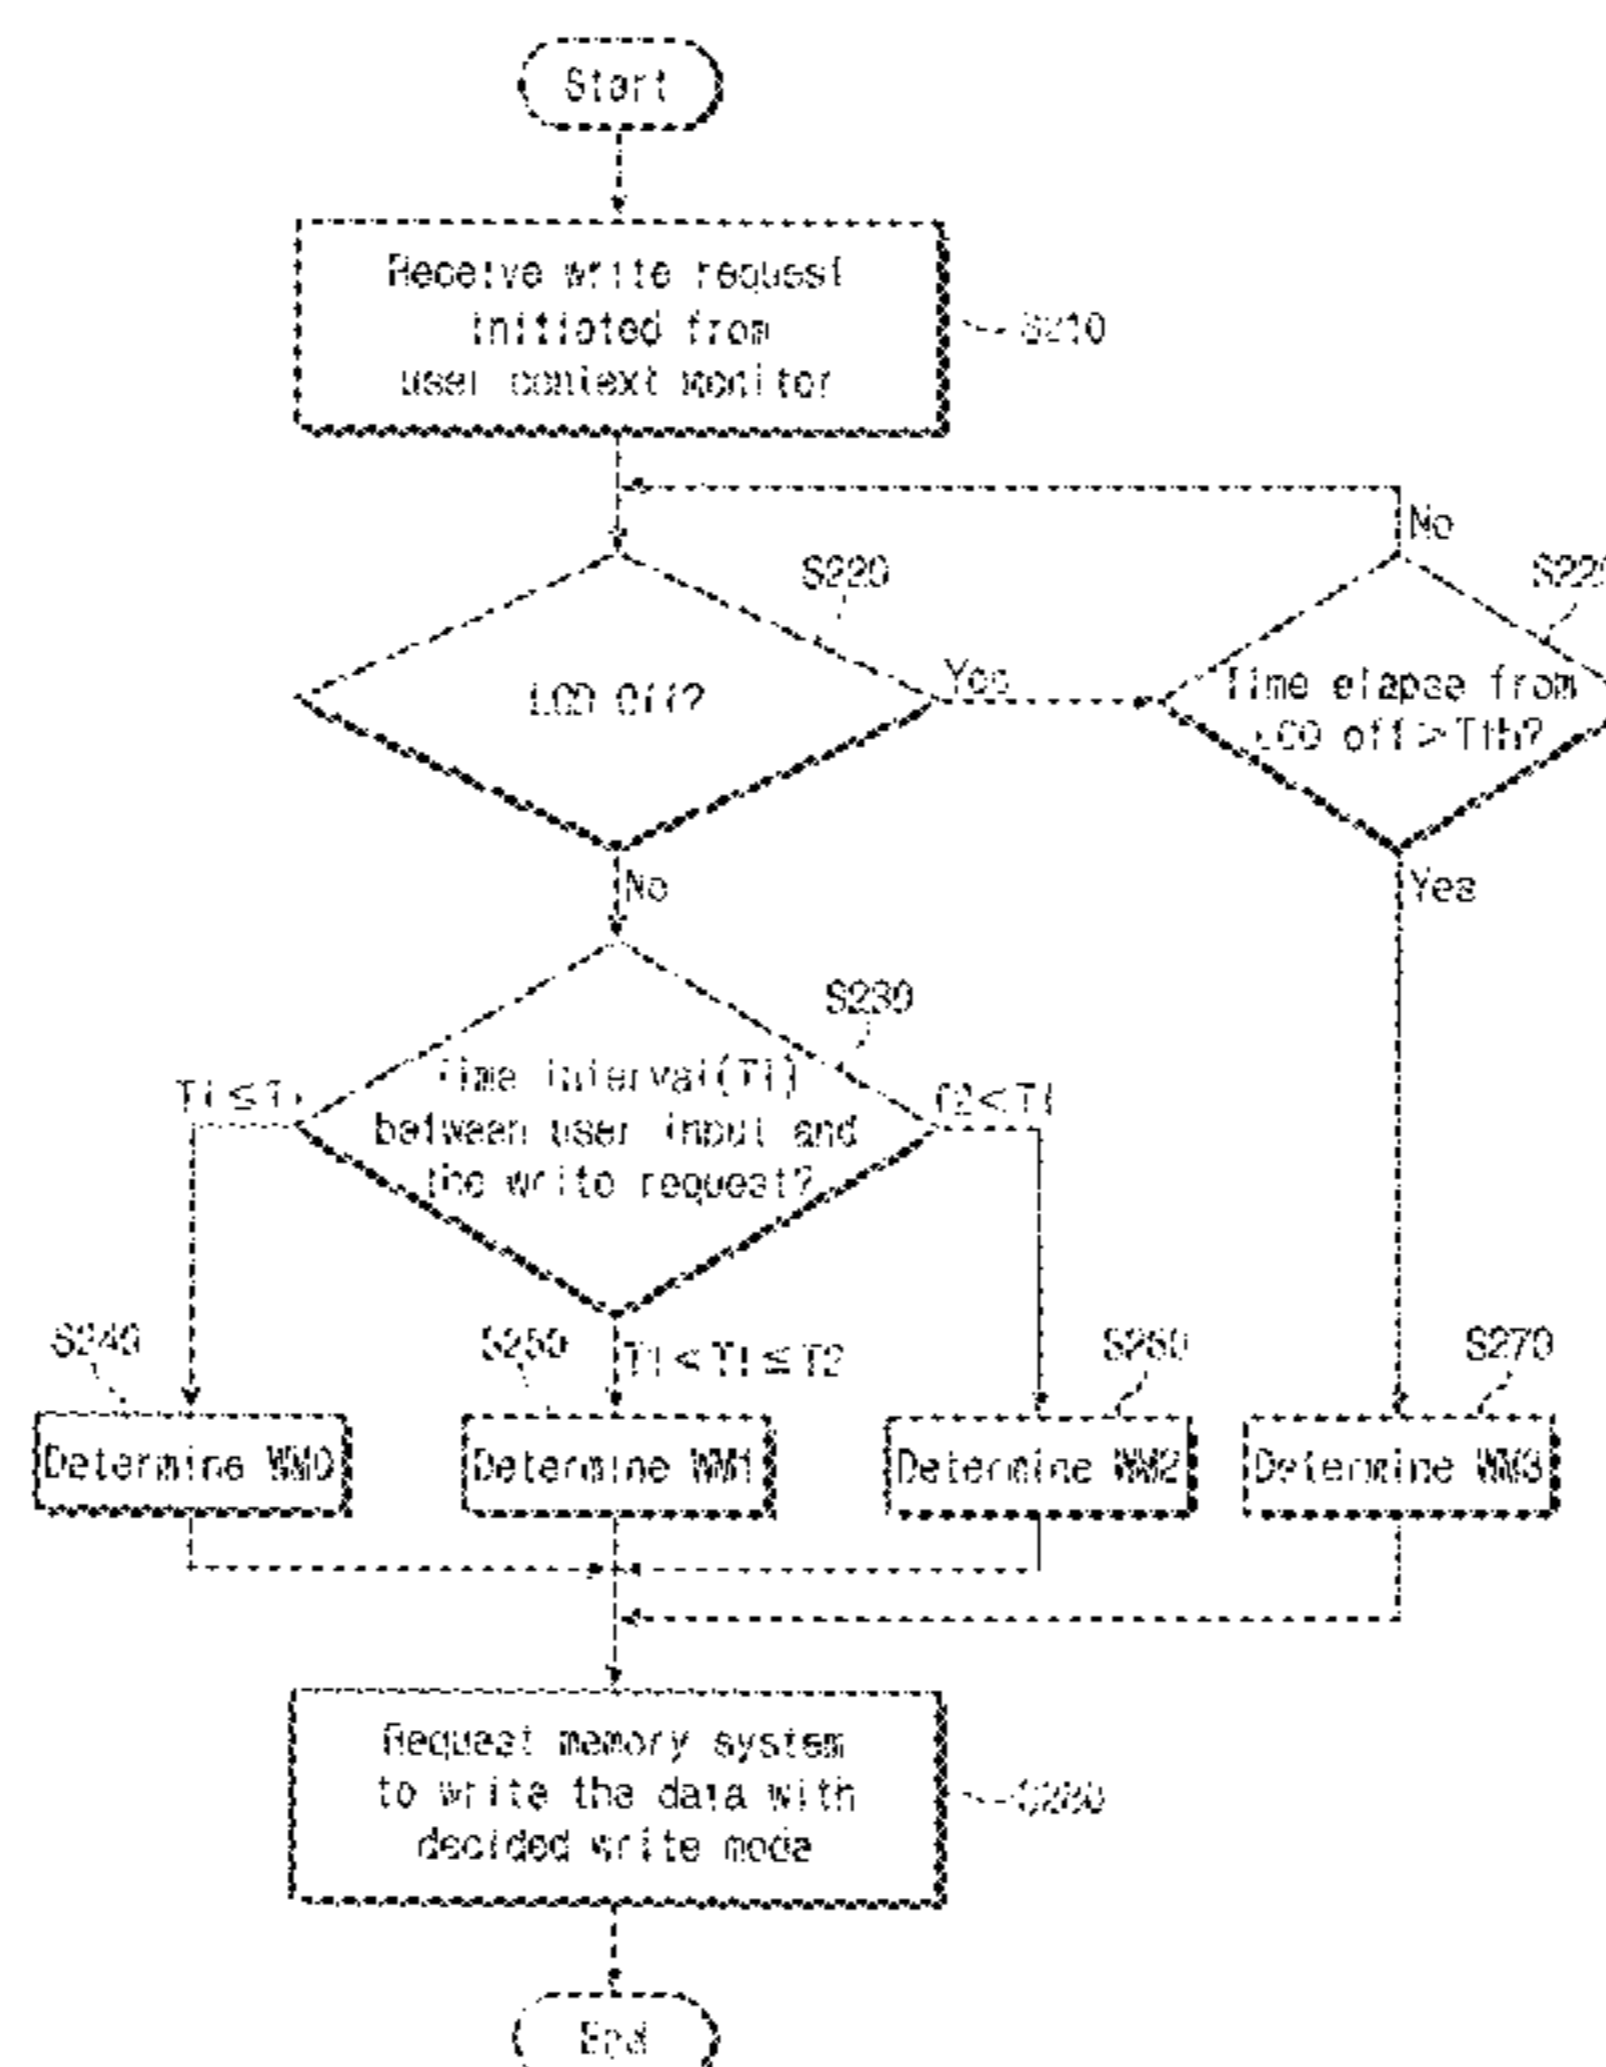 Start
Receive write request
initiated from
user context monitor
S210
No
S220
LCD Off?
Yes
Time elapse from
LCD off > Tth?
No
Yes
S230
Time interval(Ti)
between user input and
the write request?
T2<Ti
S240
S250
T1<Ti≤T2
S260
S270
Determine WM0
Determine WM1
Determine WM2
Determine WM3
Request memory system
to write the data with
decided write mode
S280
End